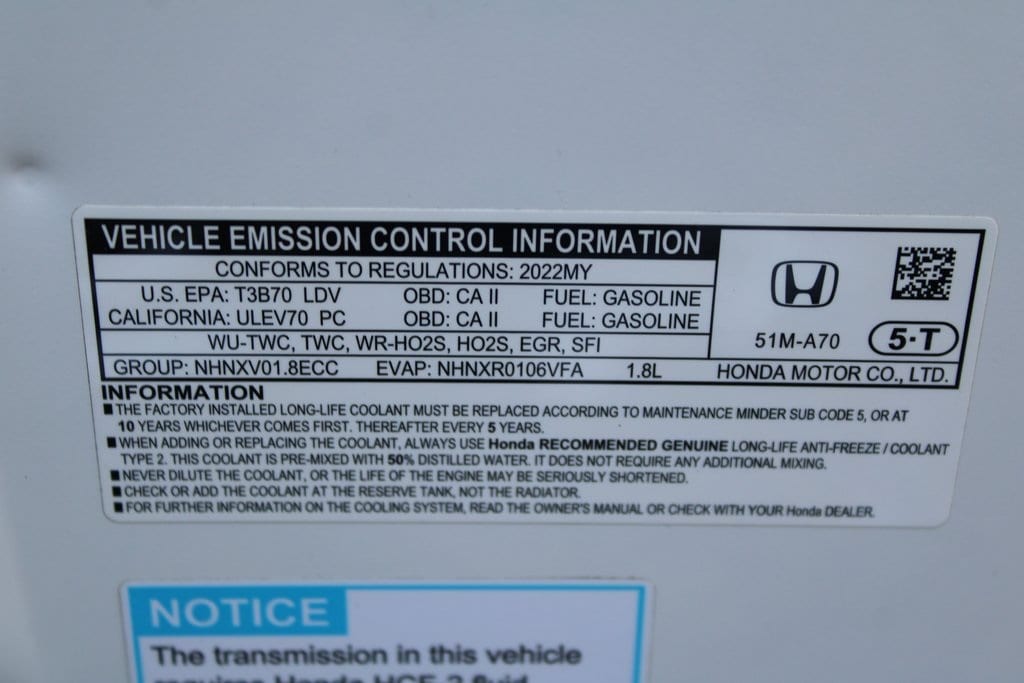 VEHICLE EMISSION CONTROL INFORMATION
CONFORMS TO REGULATIONS: 2022MY
U.S. EPA: T3B70 LDV OBD: CA II FUEL: GASOLINE
CALIFORNIA: ULEV70 PC OBD: CA II FUEL: GASOLINE
WU-TWC, TWC, WR-HO2S, HO2S, EGR, SFI
51M-A70 5·T
GROUP: NHNXV01.8ECC EVAP: NHNXR0106VFA 1.8L HONDA MOTOR CO., LTD.
INFORMATION
■ THE FACTORY INSTALLED LONG-LIFE COOLANT MUST BE REPLACED ACCORDING TO MAINTENANCE MINDER SUB CODE 5, OR AT
10 YEARS WHICHEVER COMES FIRST. THEREAFTER EVERY 5 YEARS.
■ WHEN ADDING OR REPLACING THE COOLANT, ALWAYS USE Honda RECOMMENDED GENUINE LONG-LIFE ANTI-FREEZE / COOLANT
TYPE 2. THIS COOLANT IS PRE-MIXED WITH 50% DISTILLED WATER. IT DOES NOT REQUIRE ANY ADDITIONAL MIXING.
■ NEVER DILUTE THE COOLANT, OR THE LIFE OF THE ENGINE MAY BE SERIOUSLY SHORTENED.
■ CHECK OR ADD THE COOLANT AT THE RESERVE TANK, NOT THE RADIATOR.
■ FOR FURTHER INFORMATION ON THE COOLING SYSTEM, READ THE OWNER'S MANUAL OR CHECK WITH YOUR Honda DEALER.
NOTICE
The transmission in this vehicle
requires Honda HCF-2 fluid